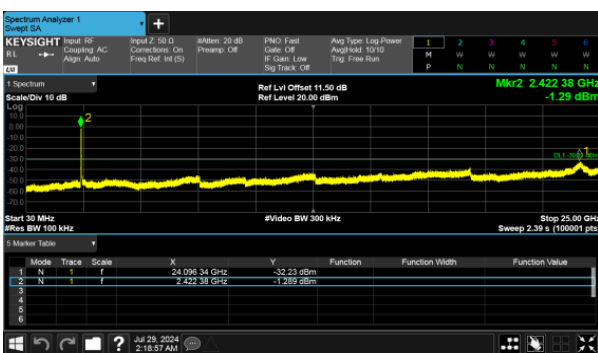 Spectrum Analyzer 1
Swept SA
+
KEYSIGHT Input: RF Input Z: 50 Ω #Atten: 20 dB PNO: Fast Avg Type: Log-Power 1 2 3 4 5 6
RL Coupling: AC Corrections: On Preamp: Off Gate: Off Avg|Hold: 10/10 M W W W W W
Align: Auto Freq Ref: Int (S) IF Gain: Low Trig: Free Run
Sig Track: Off P N N N N N
LXI
1 Spectrum Ref Lvl Offset 11.50 dB Mkr2 2.422 38 GHz
Scale/Div 10 dB Ref Level 20.00 dBm -1.29 dBm
Log
10.0
0.00
-10.0
-20.0
-30.0
-40.0
-50.0
-60.0
-70.0
2
1
Start 30 MHz #Video BW 300 kHz Stop 25.00 GHz
#Res BW 100 kHz Sweep 2.39 s (100001 pts)
5 Marker Table
Mode Trace Scale X Y Function Function Width Function Value
1 N 1 f 24.096 34 GHz -32.23 dBm
2 N 1 f 2.422 38 GHz -1.289 dBm
3
4
5
6
? Jul 29, 2024
2:18:57 AM